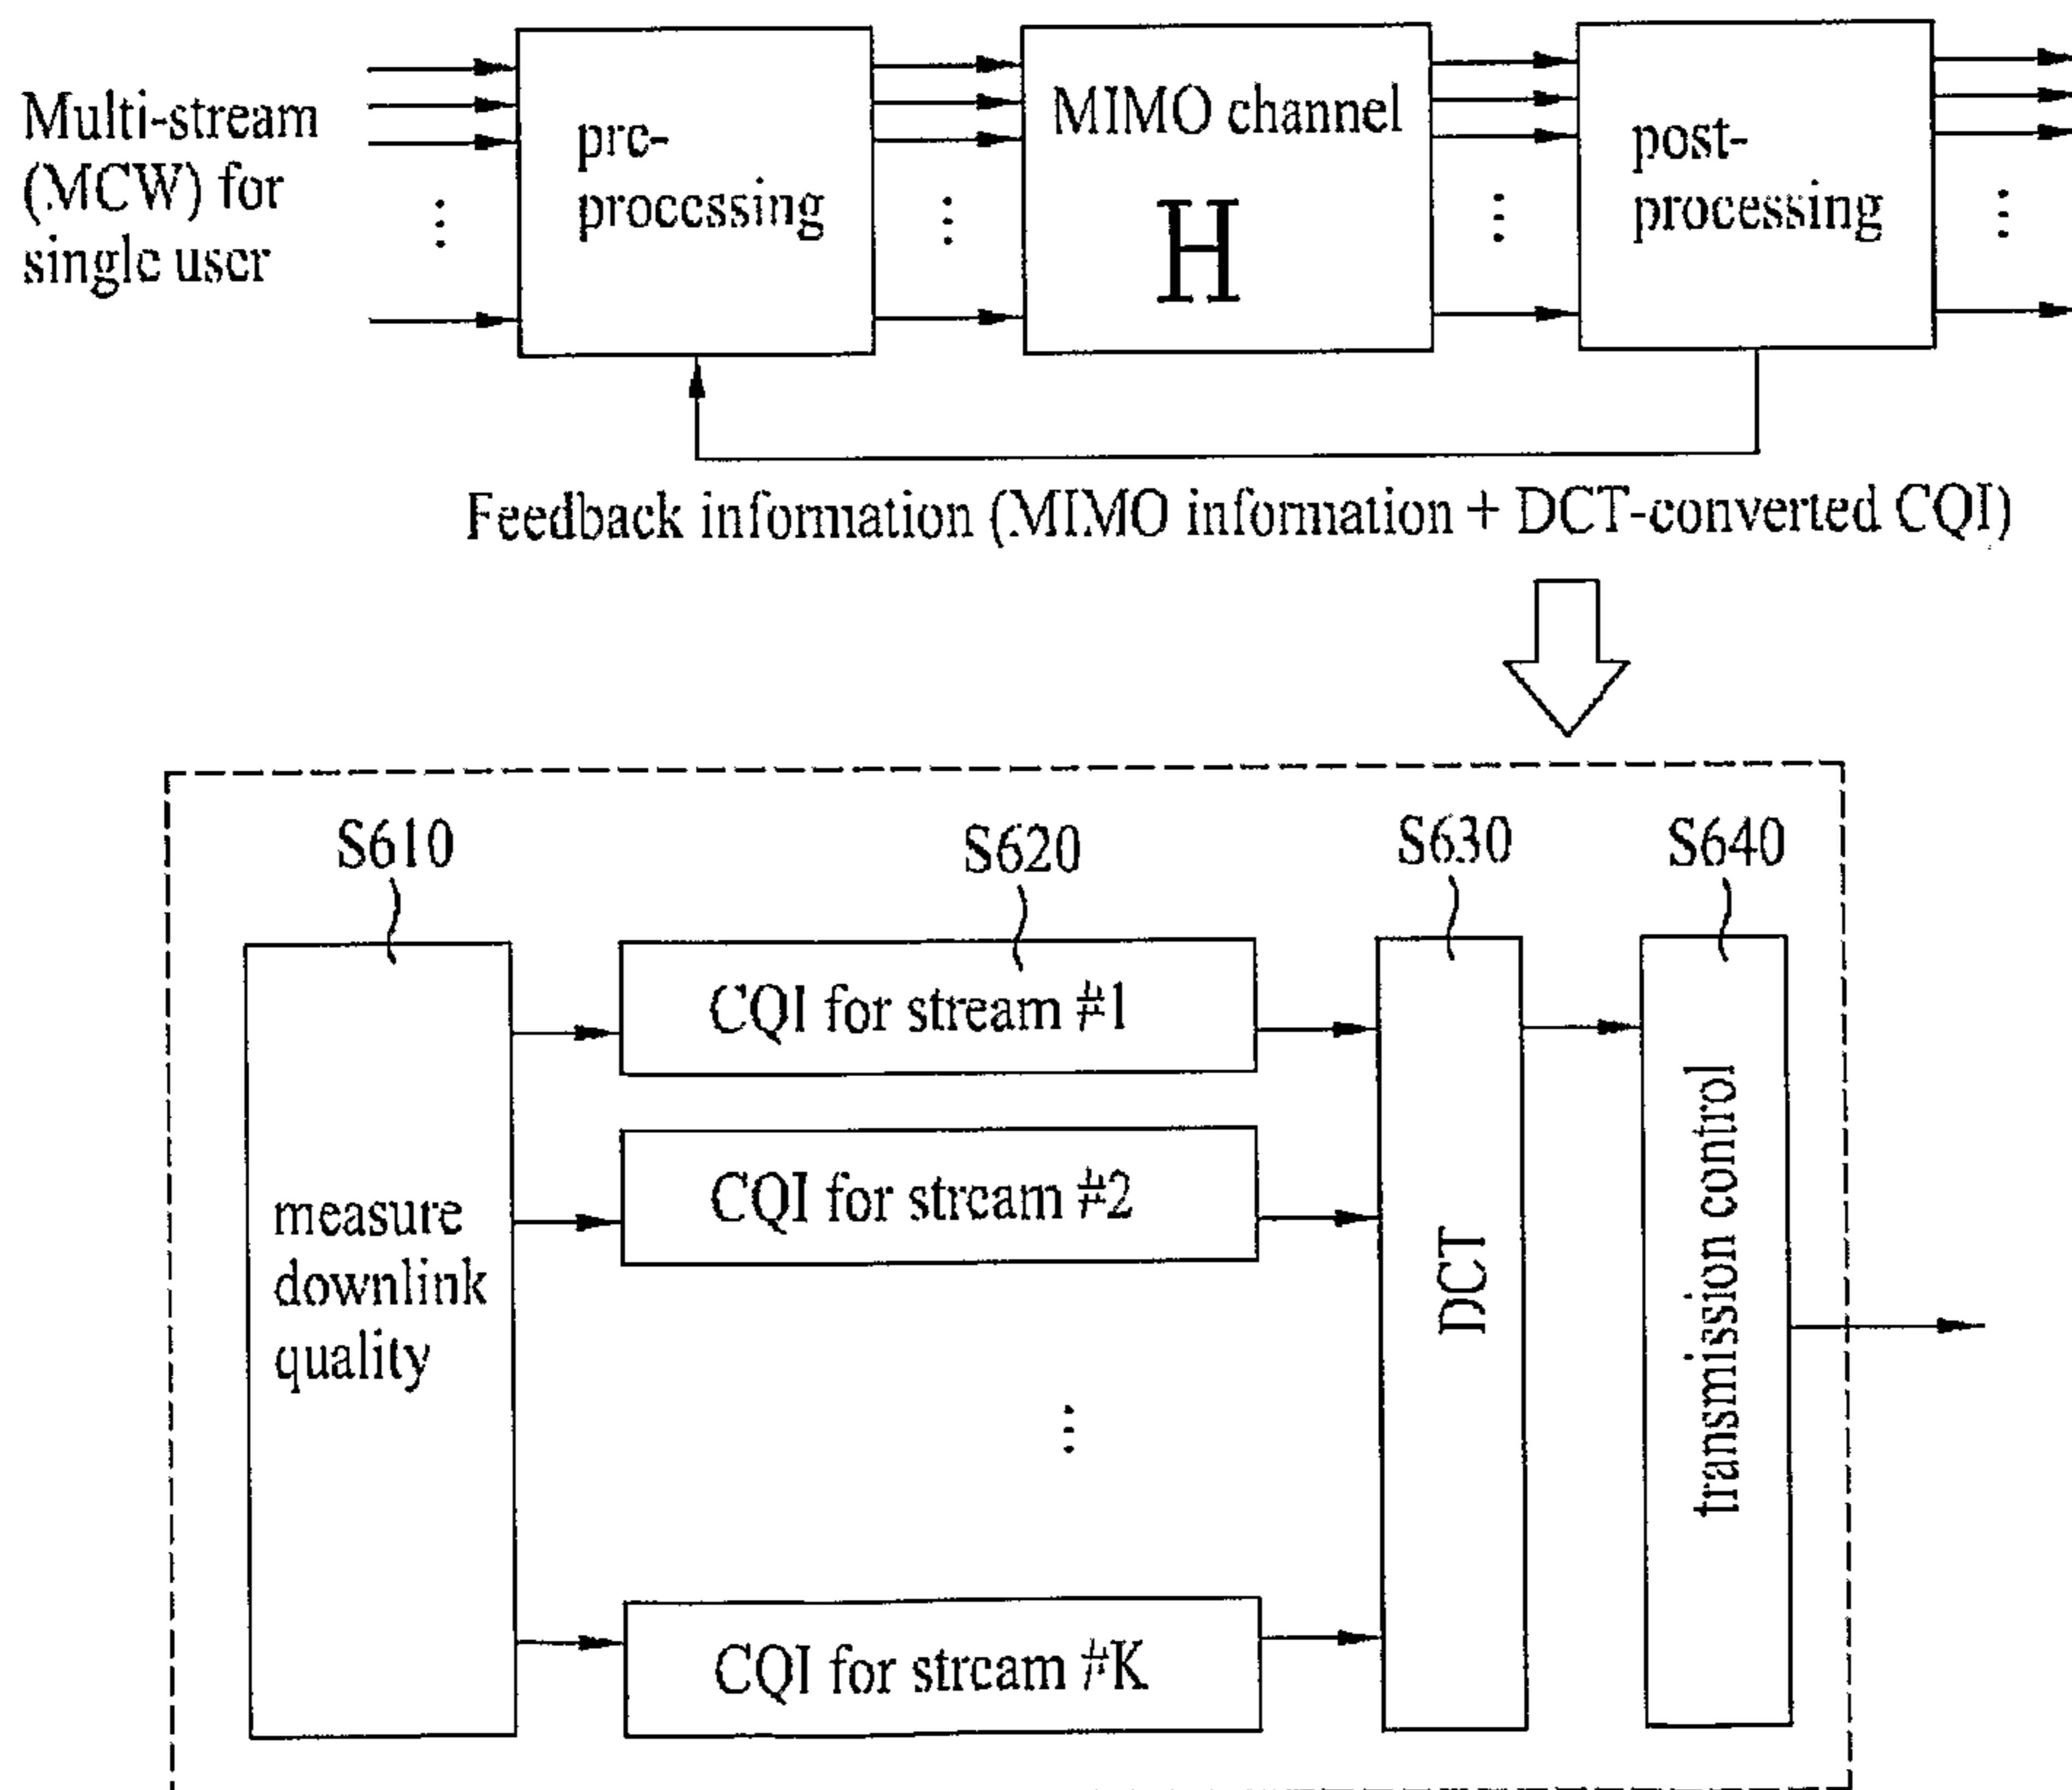 Multi-stream
(MCW) for
single user
pre-
processing
MIMO channel
H
post-
processing
Feedback information (MIMO information + DCT-converted CQI)
S610
S620
S630
S640
measure
downlink
quality
CQI for stream #1
CQI for stream #2
CQI for stream #K
DCT
transmission control